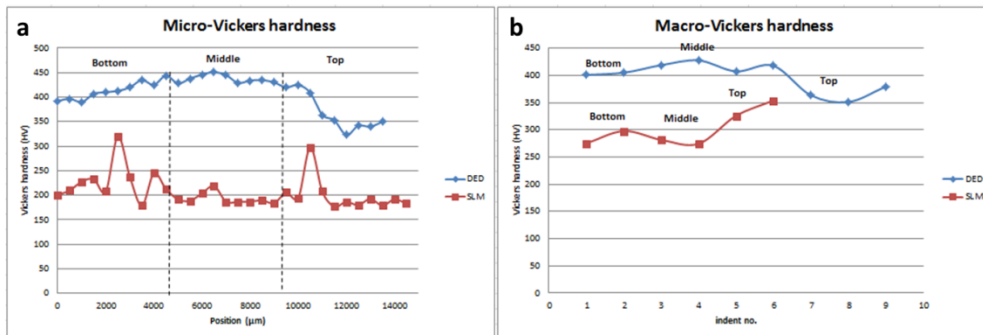 a
Micro-Vickers hardness
500
450
400
350
300
250
200
150
100
50
0
Vickers hardness (HV)
Bottom
Middle
Top
0
2000
4000
6000
8000
10000
12000
14000
Position (µm)
DED
SLM
b
Macro-Vickers hardness
450
400
350
300
250
200
150
100
50
0
Vickers hardness (HV)
Middle
Bottom
Top
Top
Bottom
Middle
0
1
2
3
4
5
6
7
8
9
10
indent no.
DED
SLM